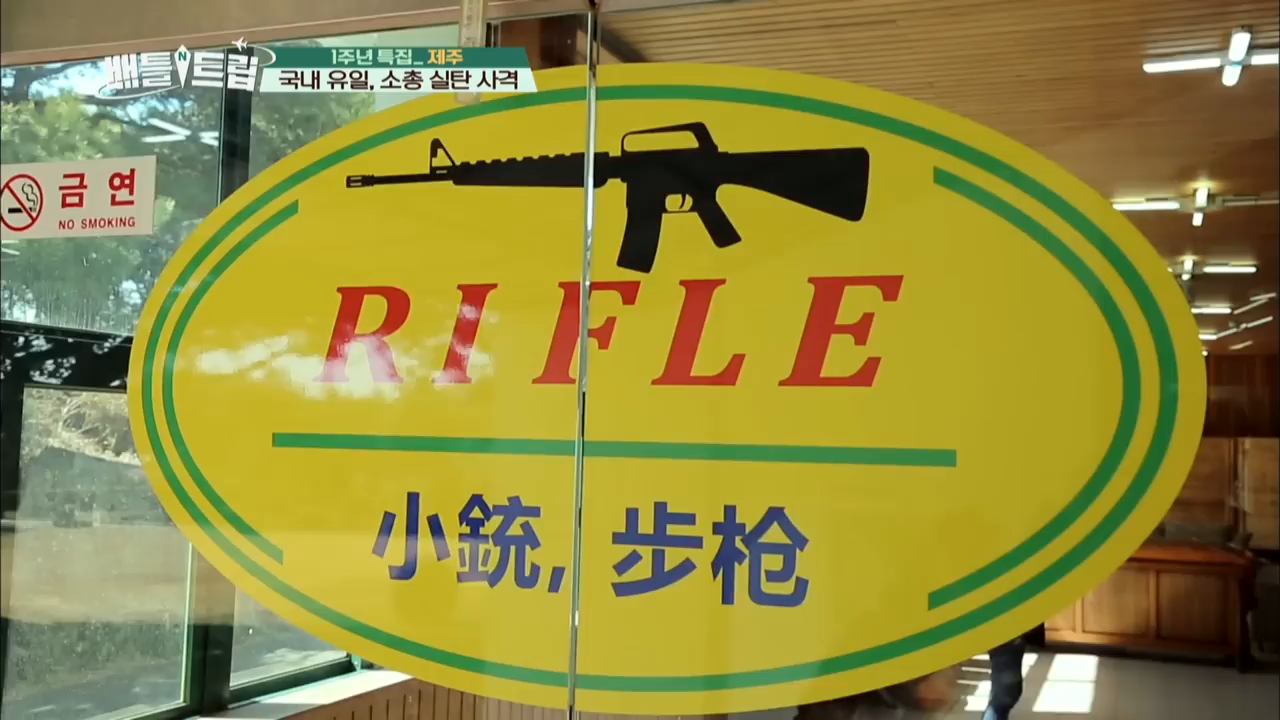 배틀 N 트립
1주년 특집_ 제주
국내 유일, 소총 실탄 사격
금연
NO SMOKING
RIFLE
小銃, 步枪